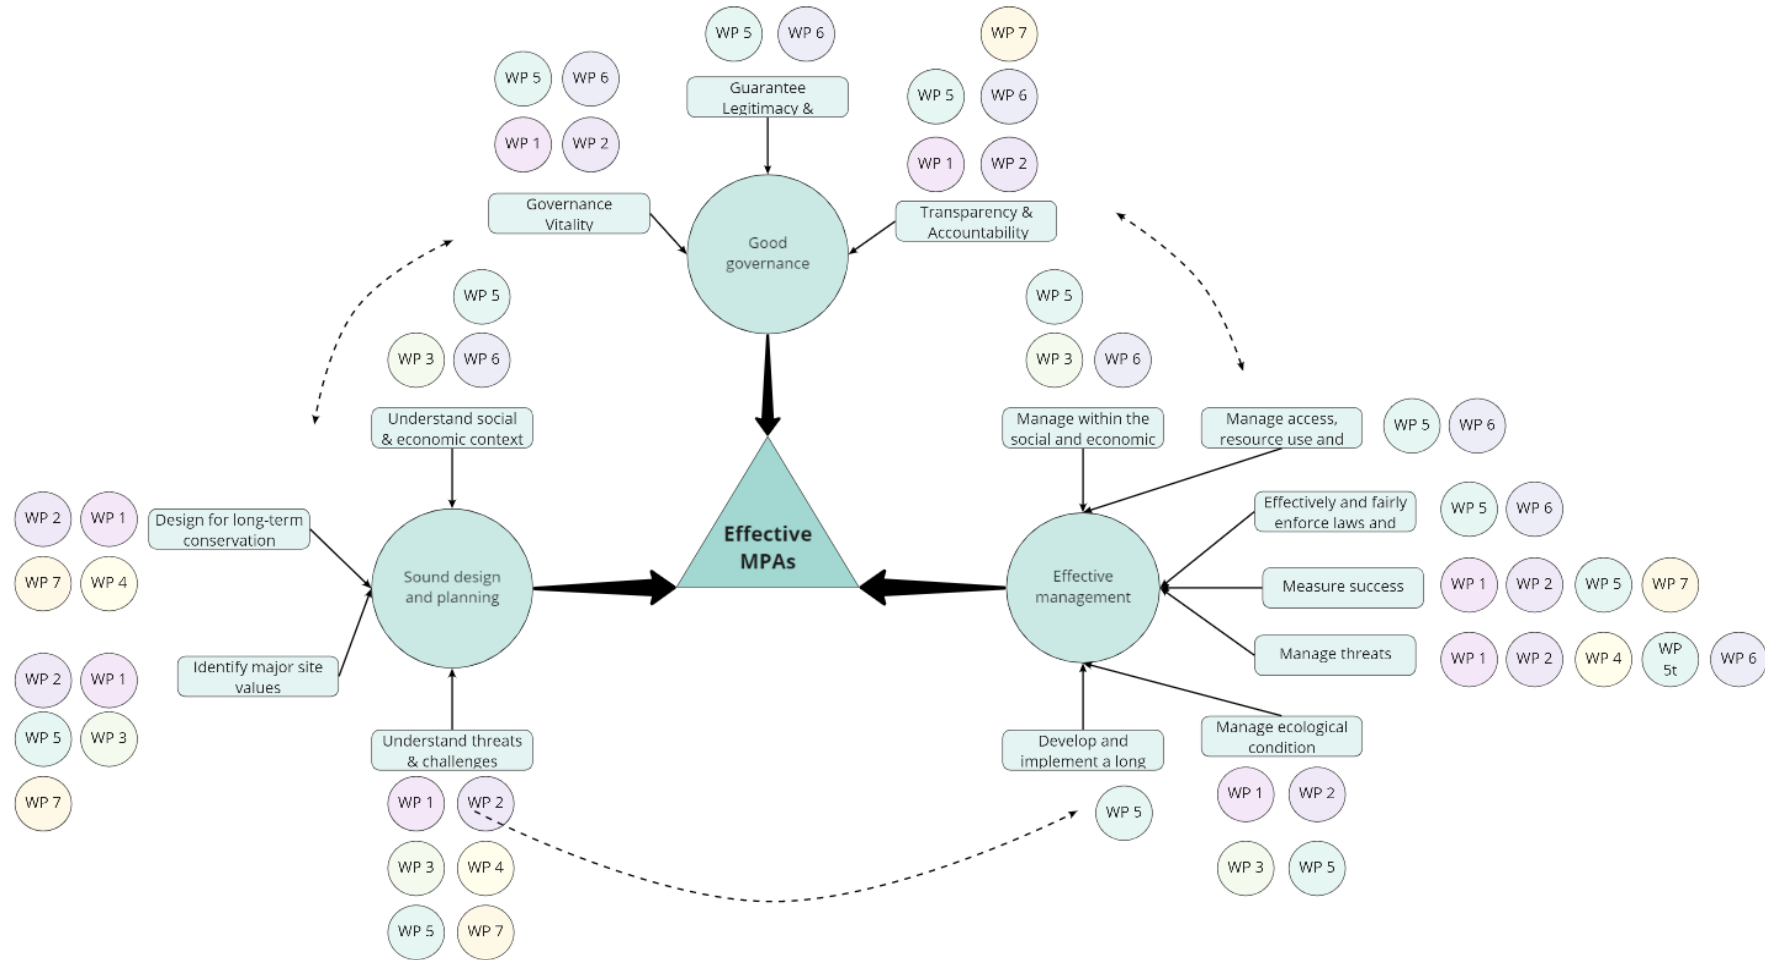 WP 5
WP 6
WP 7
WP 5
WP 6
WP 5
WP 6
WP 1
WP 2
WP 1
WP 2
Guarantee
Legitimacy &
Governance
Vitality
Transparency &
Accountability
Good
governance
WP 5
WP 3
WP 6
Understand social
& economic context
WP 5
WP 3
WP 6
Manage within the
social and economic
Manage access,
resource use and
WP 5
WP 6
WP 2
WP 1
WP 7
WP 4
Design for long-term
conservation
Sound design
and planning
Effective
MPAs
Effective
management
Effectively and fairly
enforce laws and
WP 5
WP 6
Measure success
WP 1
WP 2
WP 5
WP 7
Manage threats
WP 1
WP 2
WP 4
WP
5t
WP 6
WP 2
WP 1
WP 5
WP 3
WP 7
Identify major site
values
Understand threats
& challenges
WP 1
WP 2
WP 3
WP 4
WP 5
WP 7
Develop and
implement a long
WP 5
Manage ecological
condition
WP 1
WP 2
WP 3
WP 5